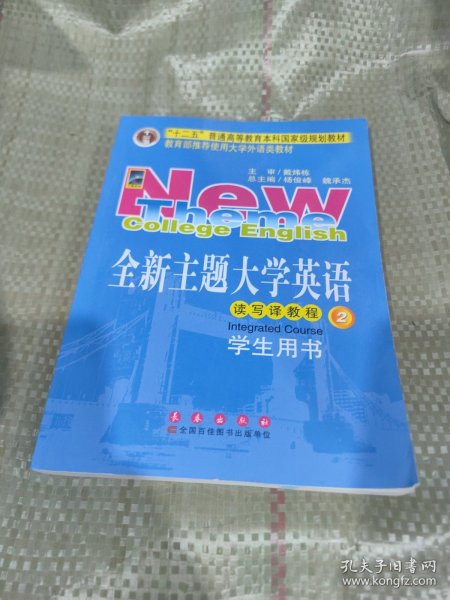 "十二五"普通高等教育本科国家级规划教材
教育部推荐使用大学外语类教材
主 审/戴炜栋
总主编/杨俊峰 魏承杰
New
Theme
College English
全新主题大学英语
读写译教程 2
Integrated Course
学生用书
长春出版社
全国百佳图书出版单位
孔夫子旧书网
www.kongfz.com